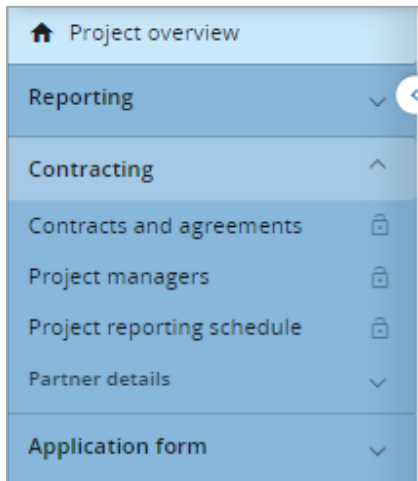 Project overview
Reporting
Contracting
Contracts and agreements
Project managers
Project reporting schedule
Partner details
Application form